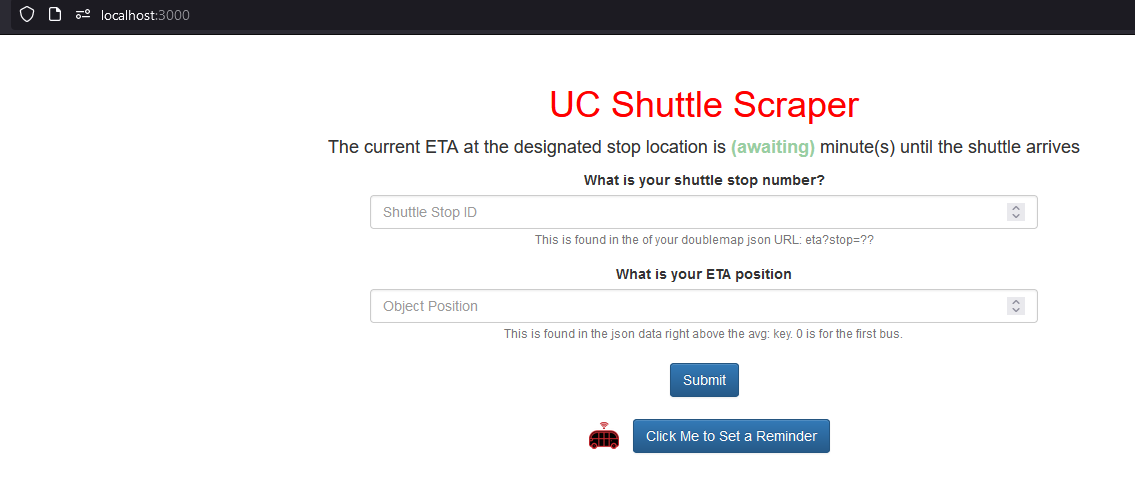 localhost:3000
UC Shuttle Scraper
The current ETA at the designated stop location is (awaiting) minute(s) until the shuttle arrives
What is your shuttle stop number?
Shuttle Stop ID
This is found in the of your doublemap json URL: eta?stop=??
What is your ETA position
Object Position
This is found in the json data right above the avg: key. 0 is for the first bus.
Submit
Click Me to Set a Reminder